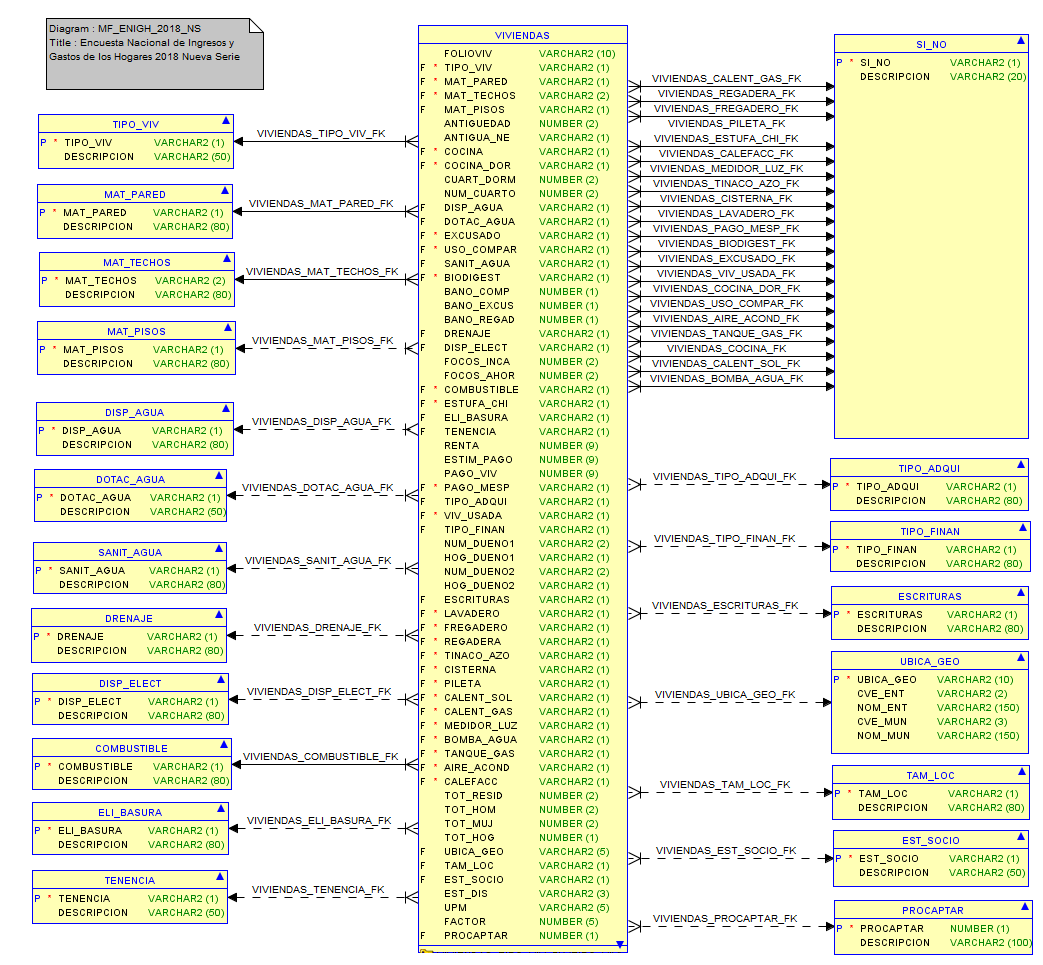 Diagram : MF_ENIGH_2018_NS
Title : Encuesta Nacional de Ingresos y
Gastos de los Hogares 2018 Nueva Serie
TIPO_VIV
P * TIPO_VIV VARCHAR2 (1)
DESCRIPCION VARCHAR2 (50)
MAT_PARED
P * MAT_PARED VARCHAR2 (1)
DESCRIPCION VARCHAR2 (80)
MAT_TECHOS
P * MAT_TECHOS VARCHAR2 (2)
DESCRIPCION VARCHAR2 (80)
MAT_PISOS
P * MAT_PISOS VARCHAR2 (1)
DESCRIPCION VARCHAR2 (80)
DISP_AGUA
P * DISP_AGUA VARCHAR2 (1)
DESCRIPCION VARCHAR2 (80)
DOTAC_AGUA
P * DOTAC_AGUA VARCHAR2 (1)
DESCRIPCION VARCHAR2 (50)
SANIT_AGUA
P * SANIT_AGUA VARCHAR2 (1)
DESCRIPCION VARCHAR2 (80)
DRENAJE
P * DRENAJE VARCHAR2 (1)
DESCRIPCION VARCHAR2 (80)
DISP_ELECT
P * DISP_ELECT VARCHAR2 (1)
DESCRIPCION VARCHAR2 (80)
COMBUSTIBLE
P * COMBUSTIBLE VARCHAR2 (1)
DESCRIPCION VARCHAR2 (80)
ELI_BASURA
P * ELI_BASURA VARCHAR2 (1)
DESCRIPCION VARCHAR2 (80)
TENENCIA
P * TENENCIA VARCHAR2 (1)
DESCRIPCION VARCHAR2 (50)
VIVIENDAS_TIPO_VIV_FK
VIVIENDAS_MAT_PARED_FK
VIVIENDAS_MAT_TECHOS_FK
VIVIENDAS_MAT_PISOS_FK
VIVIENDAS_DISP_AGUA_FK
VIVIENDAS_DOTAC_AGUA_FK
VIVIENDAS_SANIT_AGUA_FK
VIVIENDAS_DRENAJE_FK
VIVIENDAS_DISP_ELECT_FK
VIVIENDAS_COMBUSTIBLE_FK
VIVIENDAS_ELI_BASURA_FK
VIVIENDAS_TENENCIA_FK
VIVIENDAS
FOLIOVIV VARCHAR2 (10)
F * TIPO_VIV VARCHAR2 (1)
F * MAT_PARED VARCHAR2 (1)
F * MAT_TECHOS VARCHAR2 (2)
F MAT_PISOS VARCHAR2 (1)
ANTIGUEDAD NUMBER (2)
ANTIGUA_NE VARCHAR2 (1)
F * COCINA VARCHAR2 (1)
F * COCINA_DOR VARCHAR2 (1)
CUART_DORM NUMBER (2)
NUM_CUARTO NUMBER (2)
F DISP_AGUA VARCHAR2 (1)
F DOTAC_AGUA VARCHAR2 (1)
F * EXCUSADO VARCHAR2 (1)
F * USO_COMPAR VARCHAR2 (1)
F SANIT_AGUA VARCHAR2 (1)
F * BIODIGEST VARCHAR2 (1)
BANO_COMP NUMBER (1)
BANO_EXCUS NUMBER (1)
BANO_REGAD NUMBER (1)
F DRENAJE VARCHAR2 (1)
F DISP_ELECT VARCHAR2 (1)
FOCOS_INCA NUMBER (2)
FOCOS_AHOR NUMBER (2)
F * COMBUSTIBLE VARCHAR2 (1)
F * ESTUFA_CHI VARCHAR2 (1)
F ELI_BASURA VARCHAR2 (1)
F TENENCIA VARCHAR2 (1)
RENTA NUMBER (9)
ESTIM_PAGO NUMBER (9)
PAGO_VIV NUMBER (9)
F * PAGO_MESP VARCHAR2 (1)
F TIPO_ADQUI VARCHAR2 (1)
F * VIV_USADA VARCHAR2 (1)
F TIPO_FINAN VARCHAR2 (1)
NUM_DUENO1 VARCHAR2 (2)
HOG_DUENO1 VARCHAR2 (1)
NUM_DUENO2 VARCHAR2 (2)
HOG_DUENO2 VARCHAR2 (1)
F ESCRITURAS VARCHAR2 (1)
F * LAVADERO VARCHAR2 (1)
F * FREGADERO VARCHAR2 (1)
F * REGADERA VARCHAR2 (1)
F * TINACO_AZO VARCHAR2 (1)
F * CISTERNA VARCHAR2 (1)
F * PILETA VARCHAR2 (1)
F * CALENT_SOL VARCHAR2 (1)
F * CALENT_GAS VARCHAR2 (1)
F * MEDIDOR_LUZ VARCHAR2 (1)
F * BOMBA_AGUA VARCHAR2 (1)
F * TANQUE_GAS VARCHAR2 (1)
F * AIRE_ACOND VARCHAR2 (1)
F * CALEFACC VARCHAR2 (1)
TOT_RESID NUMBER (2)
TOT_HOM NUMBER (2)
TOT_MUJ NUMBER (2)
TOT_HOG NUMBER (1)
F UBICA_GEO VARCHAR2 (5)
F TAM_LOC VARCHAR2 (1)
F EST_SOCIO VARCHAR2 (1)
EST_DIS VARCHAR2 (3)
UPM VARCHAR2 (5)
FACTOR NUMBER (5)
F PROCAPTAR NUMBER (1)
VIVIENDAS_CALENT_GAS_FK
VIVIENDAS_REGADERA_FK
VIVIENDAS_FREGADERO_FK
VIVIENDAS_PILETA_FK
VIVIENDAS_ESTUFA_CHI_FK
VIVIENDAS_CALEFACC_FK
VIVIENDAS_MEDIDOR_LUZ_FK
VIVIENDAS_TINACO_AZO_FK
VIVIENDAS_CISTERNA_FK
VIVIENDAS_LAVADERO_FK
VIVIENDAS_PAGO_MESP_FK
VIVIENDAS_BIODIGEST_FK
VIVIENDAS_EXCUSADO_FK
VIVIENDAS_VIV_USADA_FK
VIVIENDAS_COCINA_DOR_FK
VIVIENDAS_USO_COMPAR_FK
VIVIENDAS_AIRE_ACOND_FK
VIVIENDAS_TANQUE_GAS_FK
VIVIENDAS_COCINA_FK
VIVIENDAS_CALENT_SOL_FK
VIVIENDAS_BOMBA_AGUA_FK
VIVIENDAS_TIPO_ADQUI_FK
VIVIENDAS_TIPO_FINAN_FK
VIVIENDAS_ESCRITURAS_FK
VIVIENDAS_UBICA_GEO_FK
VIVIENDAS_TAM_LOC_FK
VIVIENDAS_EST_SOCIO_FK
VIVIENDAS_PROCAPTAR_FK
SI_NO
P * SI_NO VARCHAR2 (1)
DESCRIPCION VARCHAR2 (20)
TIPO_ADQUI
P * TIPO_ADQUI VARCHAR2 (1)
DESCRIPCION VARCHAR2 (80)
TIPO_FINAN
P * TIPO_FINAN VARCHAR2 (1)
DESCRIPCION VARCHAR2 (80)
ESCRITURAS
P * ESCRITURAS VARCHAR2 (1)
DESCRIPCION VARCHAR2 (80)
UBICA_GEO
P * UBICA_GEO VARCHAR2 (10)
CVE_ENT VARCHAR2 (2)
NOM_ENT VARCHAR2 (150)
CVE_MUN VARCHAR2 (3)
NOM_MUN VARCHAR2 (150)
TAM_LOC
P * TAM_LOC VARCHAR2 (1)
DESCRIPCION VARCHAR2 (80)
EST_SOCIO
P * EST_SOCIO VARCHAR2 (1)
DESCRIPCION VARCHAR2 (50)
PROCAPTAR
P * PROCAPTAR NUMBER (1)
DESCRIPCION VARCHAR2 (100)